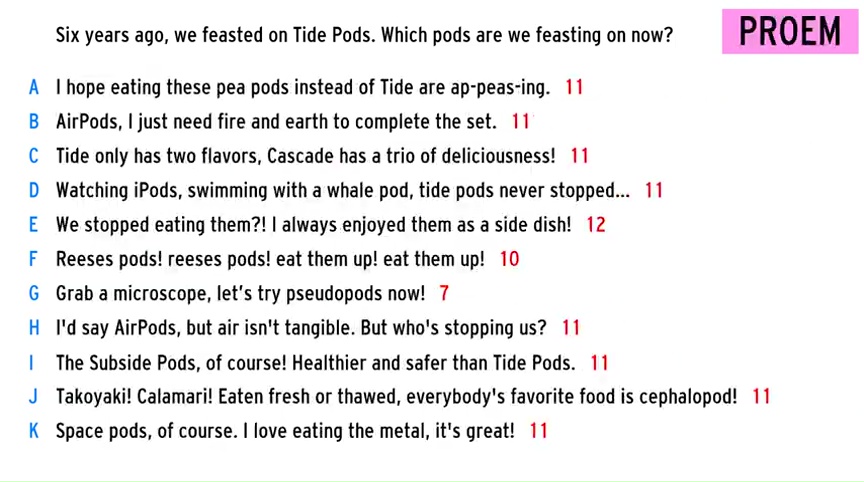 Six years ago, we feasted on Tide Pods. Which pods are we feasting on now?
PROEM
A I hope eating these pea pods instead of Tide are ap-peas-ing. 11
B AirPods, I just need fire and earth to complete the set. 11
C Tide only has two flavors, Cascade has a trio of deliciousness! 11
D Watching iPods, swimming with a whale pod, tide pods never stopped... 11
E We stopped eating them?! I always enjoyed them as a side dish! 12
F Reeses pods! reeses pods! eat them up! eat them up! 10
G Grab a microscope, let's try pseudopods now! 7
H I'd say AirPods, but air isn't tangible. But who's stopping us? 11
I The Subside Pods, of course! Healthier and safer than Tide Pods. 11
J Takoyaki! Calamari! Eaten fresh or thawed, everybody's favorite food is cephalopod! 11
K Space pods, of course. I love eating the metal, it's great! 11